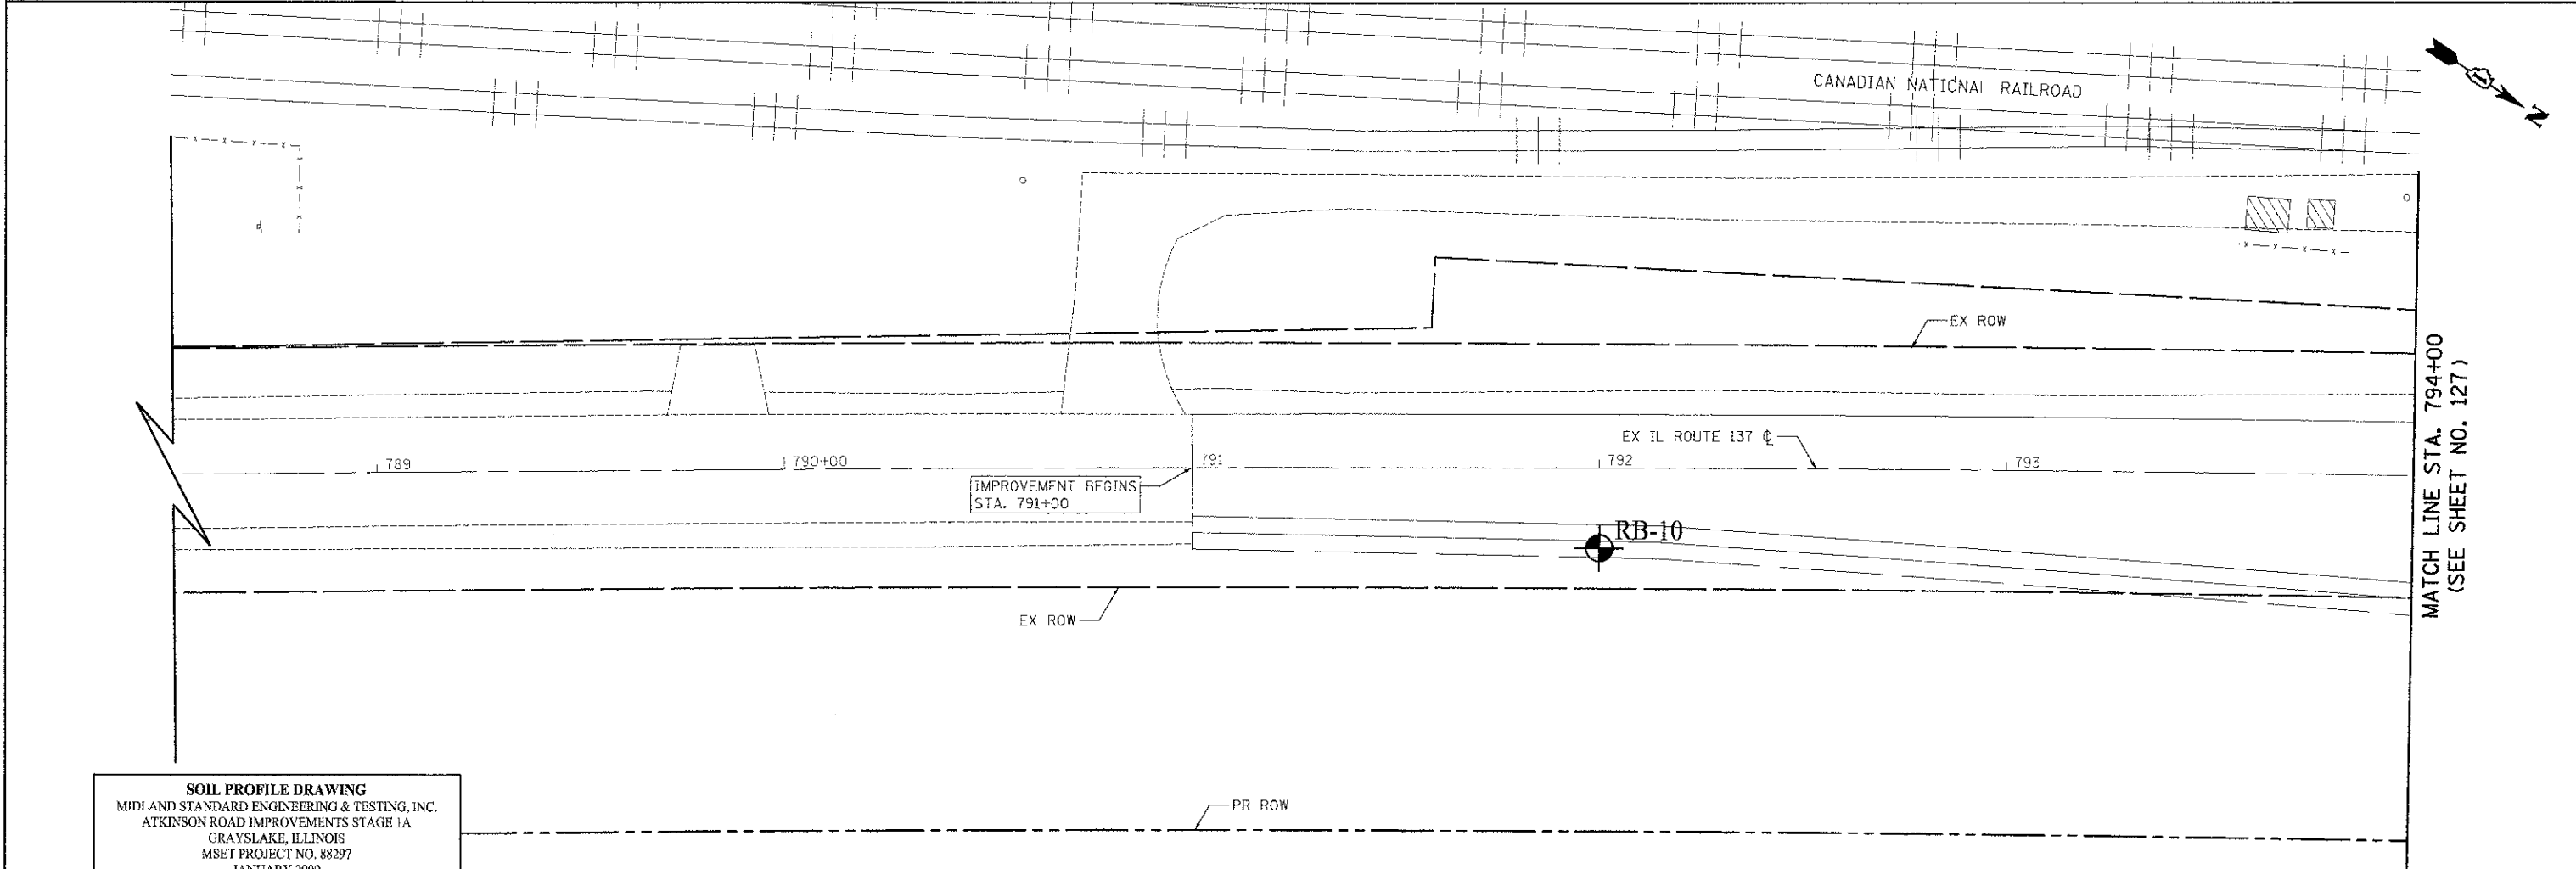 CANADIAN NATIONAL RAILROAD
N
EX ROW
EX IL ROUTE 137 ℄
789
790+00
791
792
793
IMPROVEMENT BEGINS
STA. 791+00
RB-10
EX ROW
MATCH LINE STA. 794+00
(SEE SHEET NO. 127)
PR ROW
SOIL PROFILE DRAWING
MIDLAND STANDARD ENGINEERING & TESTING, INC.
ATKINSON ROAD IMPROVEMENTS STAGE 1A
GRAYSLAKE, ILLINOIS
MSET PROJECT NO. 88297
JANUARY